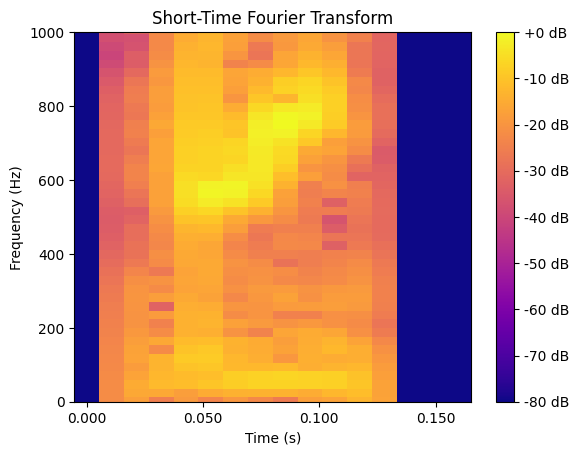 Short-Time Fourier Transform
1000
800
600
400
200
0
Frequency (Hz)
0.000
0.050
0.100
0.150
Time (s)
+0 dB
-10 dB
-20 dB
-30 dB
-40 dB
-50 dB
-60 dB
-70 dB
-80 dB